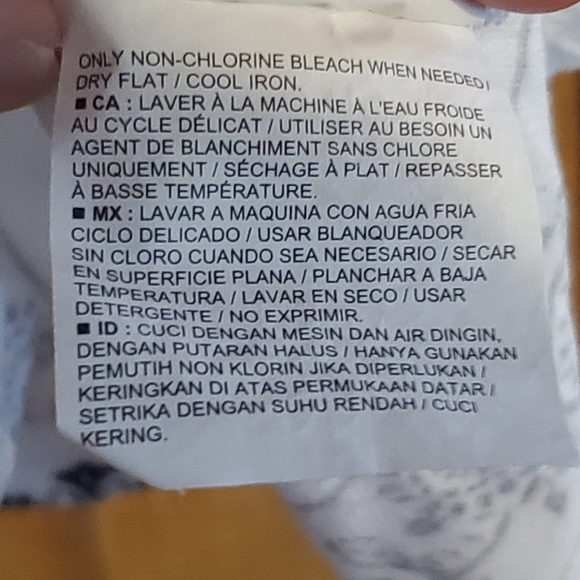 ONLY NON-CHLORINE BLEACH WHEN NEEDED /
DRY FLAT / COOL IRON.
■ CA : LAVER À LA MACHINE À L'EAU FROIDE
AU CYCLE DÉLICAT / UTILISER AU BESOIN UN
AGENT DE BLANCHIMENT SANS CHLORE
UNIQUEMENT / SÉCHAGE À PLAT / REPASSER
À BASSE TEMPÉRATURE.
■ MX : LAVAR A MAQUINA CON AGUA FRIA
CICLO DELICADO / USAR BLANQUEADOR
SIN CLORO CUANDO SEA NECESARIO / SECAR
EN SUPERFICIE PLANA / PLANCHAR A BAJA
TEMPERATURA / LAVAR EN SECO / USAR
DETERGENTE / NO EXPRIMIR.
■ ID : CUCI DENGAN MESIN DAN AIR DINGIN,
DENGAN PUTARAN HALUS / HANYA GUNAKAN
PEMUTIH NON KLORIN JIKA DIPERLUKAN /
KERINGKAN DI ATAS PERMUKAAN DATAR /
SETRIKA DENGAN SUHU RENDAH / CUCI
KERING.